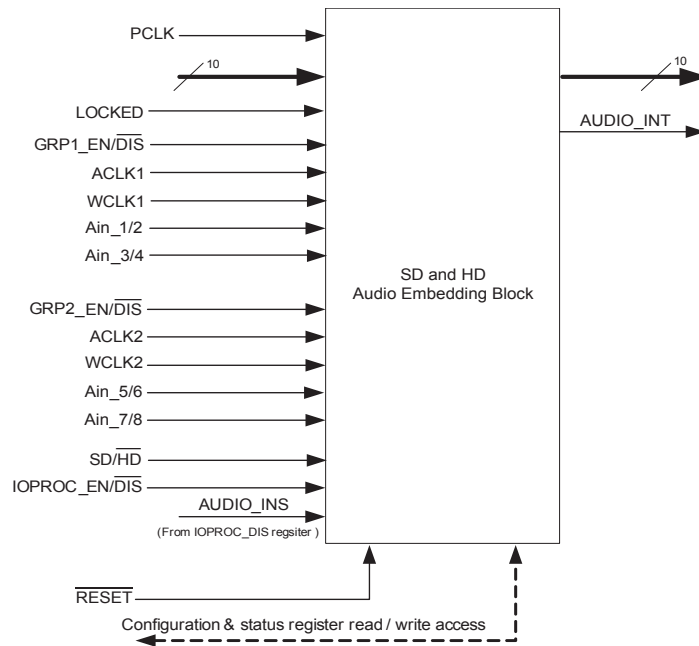 PCLK
10
10
LOCKED
AUDIO_INT
GRP1_EN/DIS
ACLK1
WCLK1
Ain_1/2
Ain_3/4
SD and HD
Audio Embedding Block
GRP2_EN/DIS
ACLK2
WCLK2
Ain_5/6
Ain_7/8
SD/HD
IOPROC_EN/DIS
AUDIO_INS
(From IOPROC_DIS regsiter )
RESET
Configuration & status register read / write access